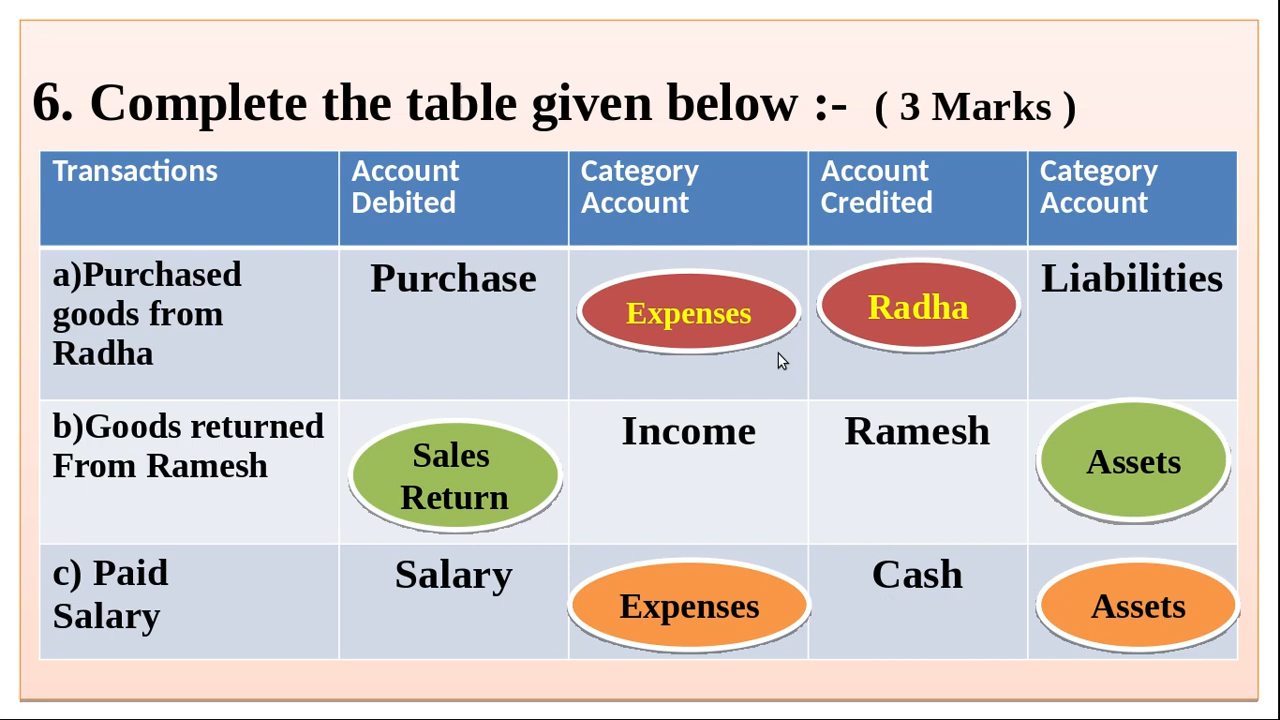 6. Complete the table given below :- ( 3 Marks )
Transactions
Account
Debited
Category
Account
Account
Credited
Category
Account
a)Purchased
goods from
Radha
Purchase
Expenses
Radha
Liabilities
b)Goods returned
From Ramesh
Sales
Return
Income
Ramesh
Assets
c) Paid
Salary
Salary
Expenses
Cash
Assets